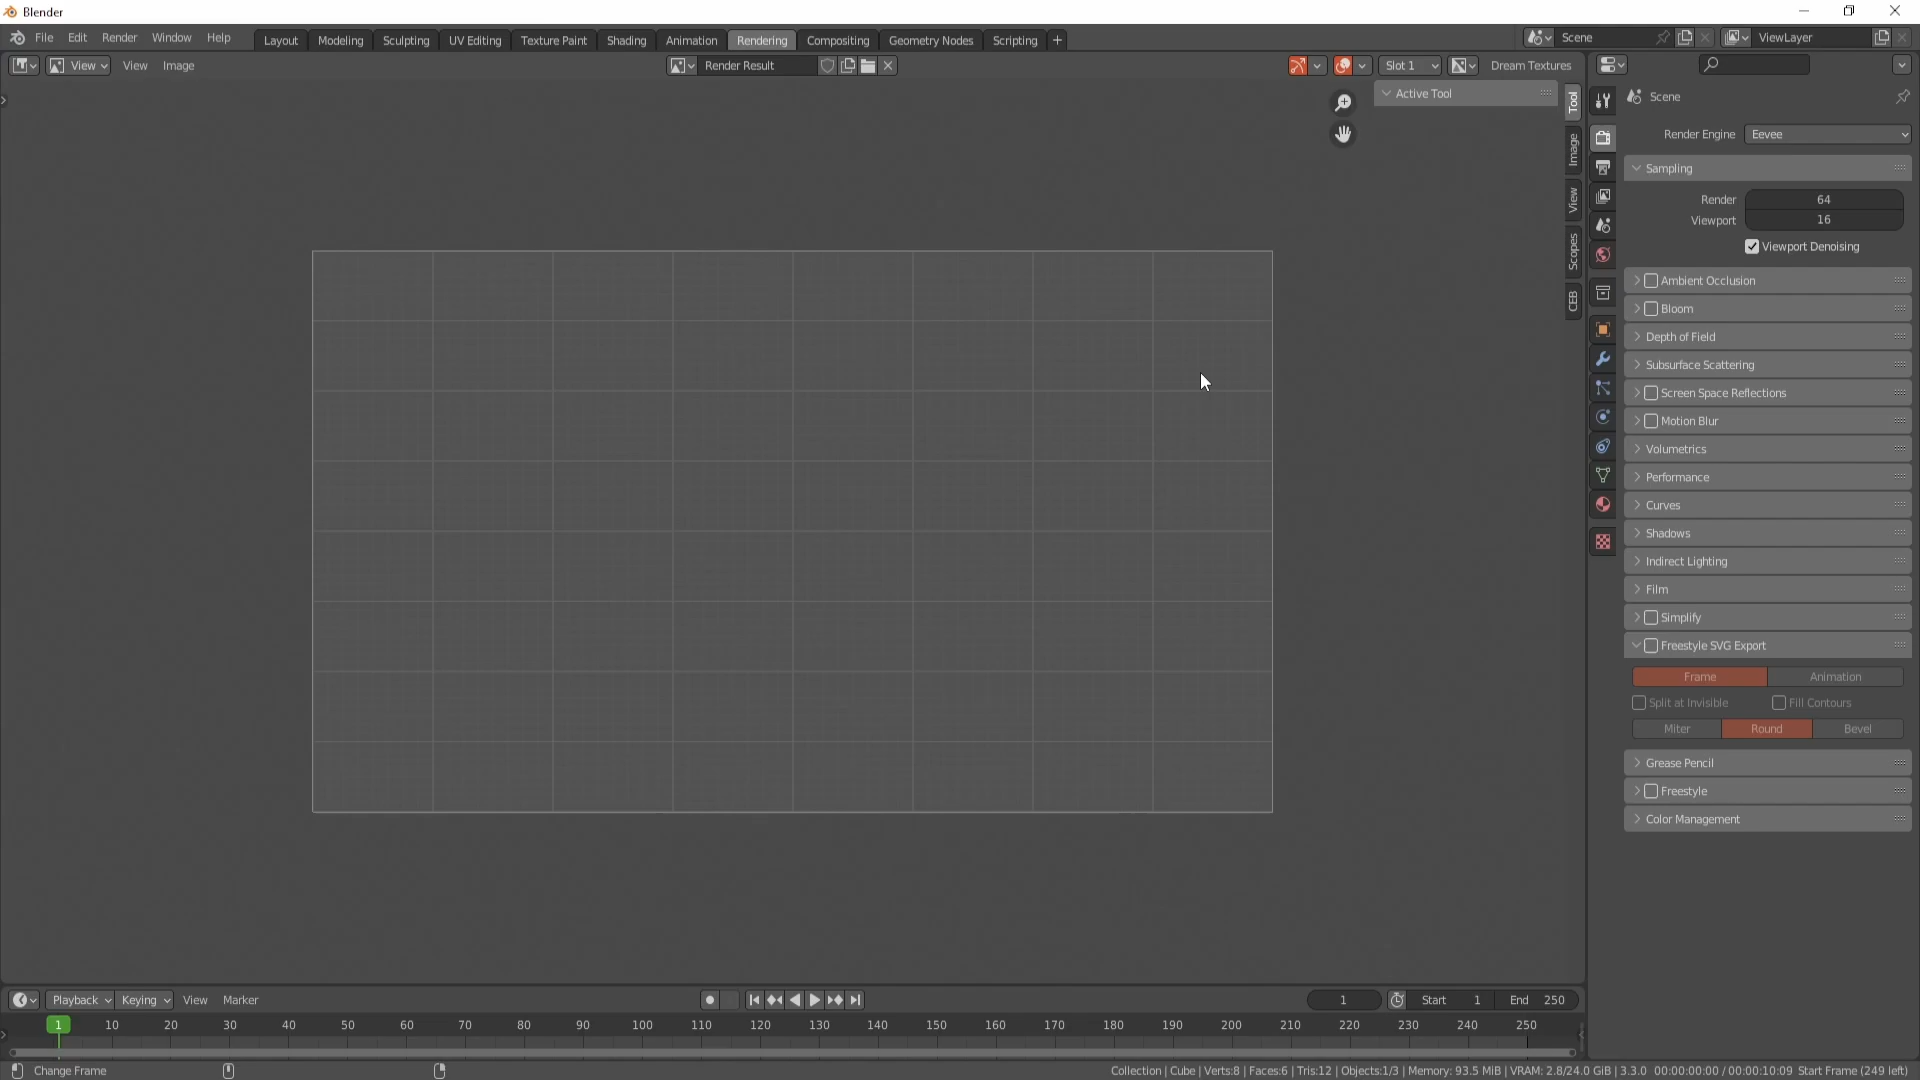 Blender
File Edit Render Window Help
Layout Modeling Sculpting UV Editing Texture Paint Shading Animation Rendering Compositing Geometry Nodes Scripting +
Scene ViewLayer
View View Image
Render Result
Slot 1 Dream Textures
Active Tool
Tool
Image
View
Scopes
CEB
Scene
Render Engine Eevee
Sampling
Render 64
Viewport 16
Viewport Denoising
Ambient Occlusion
Bloom
Depth of Field
Subsurface Scattering
Screen Space Reflections
Motion Blur
Volumetrics
Performance
Curves
Shadows
Indirect Lighting
Film
Simplify
Freestyle SVG Export
Frame Animation
Split at Invisible Fill Contours
Miter Round Bevel
Grease Pencil
Freestyle
Color Management
Playback Keying View Marker
1 Start 1 End 250
1 10 20 30 40 50 60 70 80 90 100 110 120 130 140 150 160 170 180 190 200 210 220 230 240 250
Change Frame
Collection | Cube | Verts:8 | Faces:6 | Tris:12 | Objects:1/3 | Memory: 93.5 MiB | VRAM: 2.8/24.0 GiB | 3.3.0 00:00:00:00 / 00:00:10:09 Start Frame (249 left)